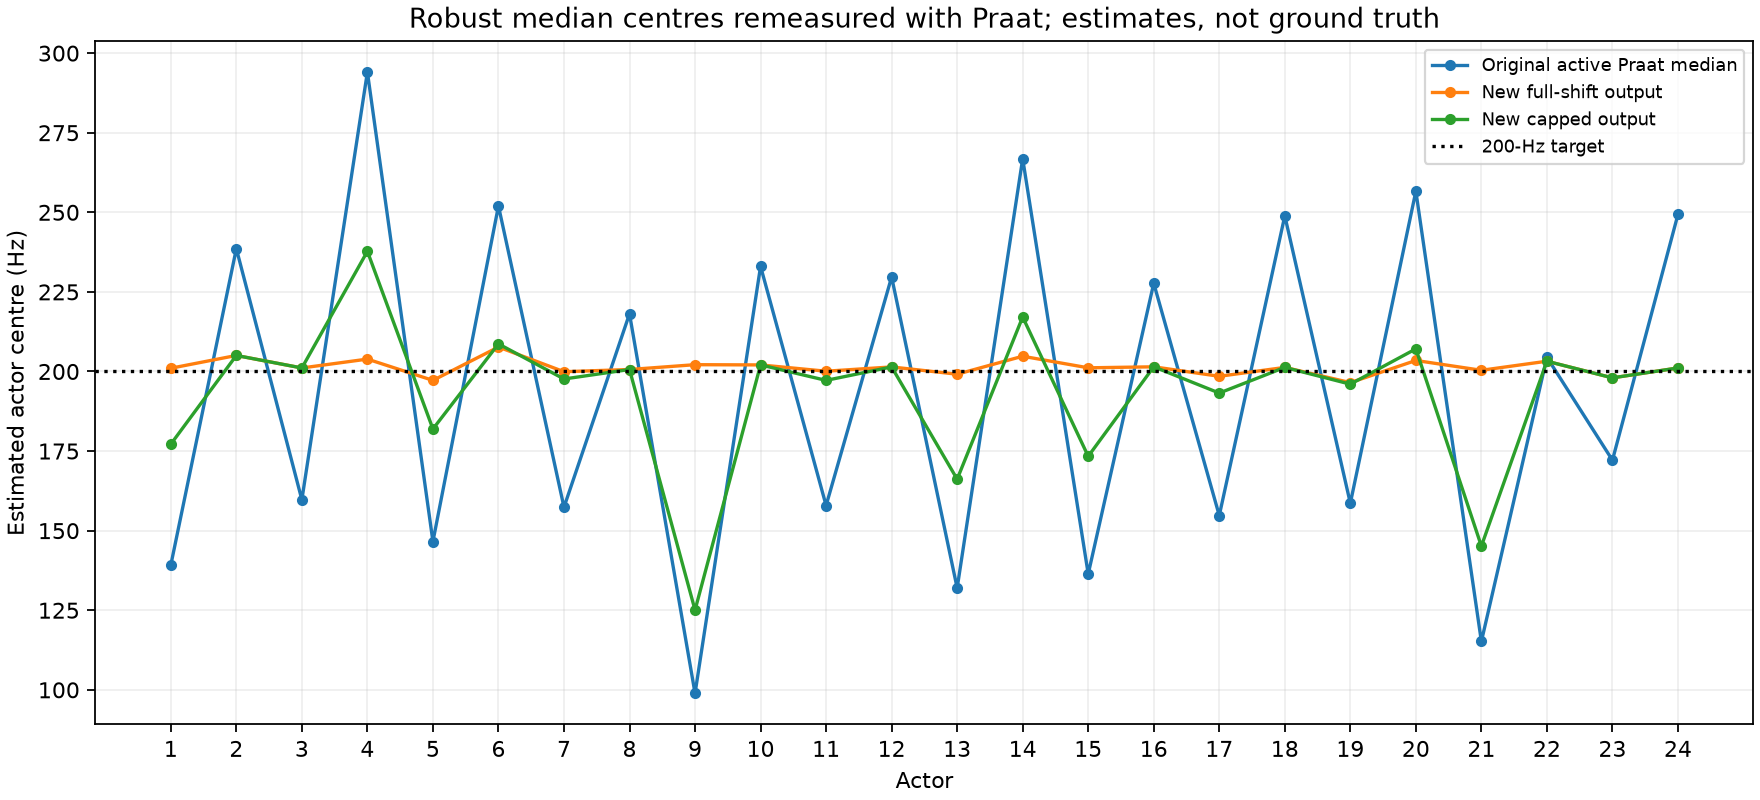 Robust median centres remeasured with Praat; estimates, not ground truth
Original active Praat median
New full-shift output
New capped output
200-Hz target
Estimated actor centre (Hz)
300
275
250
225
200
175
150
125
100
1 2 3 4 5 6 7 8 9 10 11 12 13 14 15 16 17 18 19 20 21 22 23 24
Actor